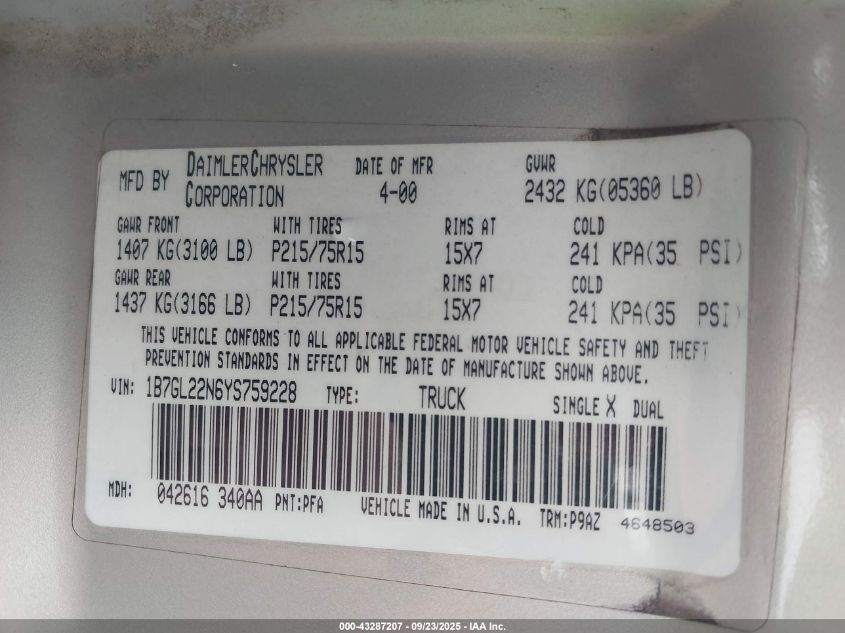 MFD BY DAIMLERCHRYSLER CORPORATION DATE OF MFR 4-00 GVWR 2432 KG(05360 LB)
GAWR FRONT WITH TIRES RIMS AT COLD
1407 KG(3100 LB) P215/75R15 15X7 241 KPA(35 PSI)
GAWR REAR WITH TIRES RIMS AT COLD
1437 KG(3166 LB) P215/75R15 15X7 241 KPA(35 PSI)
THIS VEHICLE CONFORMS TO ALL APPLICABLE FEDERAL MOTOR VEHICLE SAFETY AND THEFT
PREVENTION STANDARDS IN EFFECT ON THE DATE OF MANUFACTURE SHOWN ABOVE.
VIN: 1B7GL22N6YS759228 TYPE: TRUCK SINGLE X DUAL
MDH: 042616 340AA PNT:PFA VEHICLE MADE IN U.S.A. TRM:P9AZ 4648503
000-43287207 - 09/23/2025 - IAA Inc.